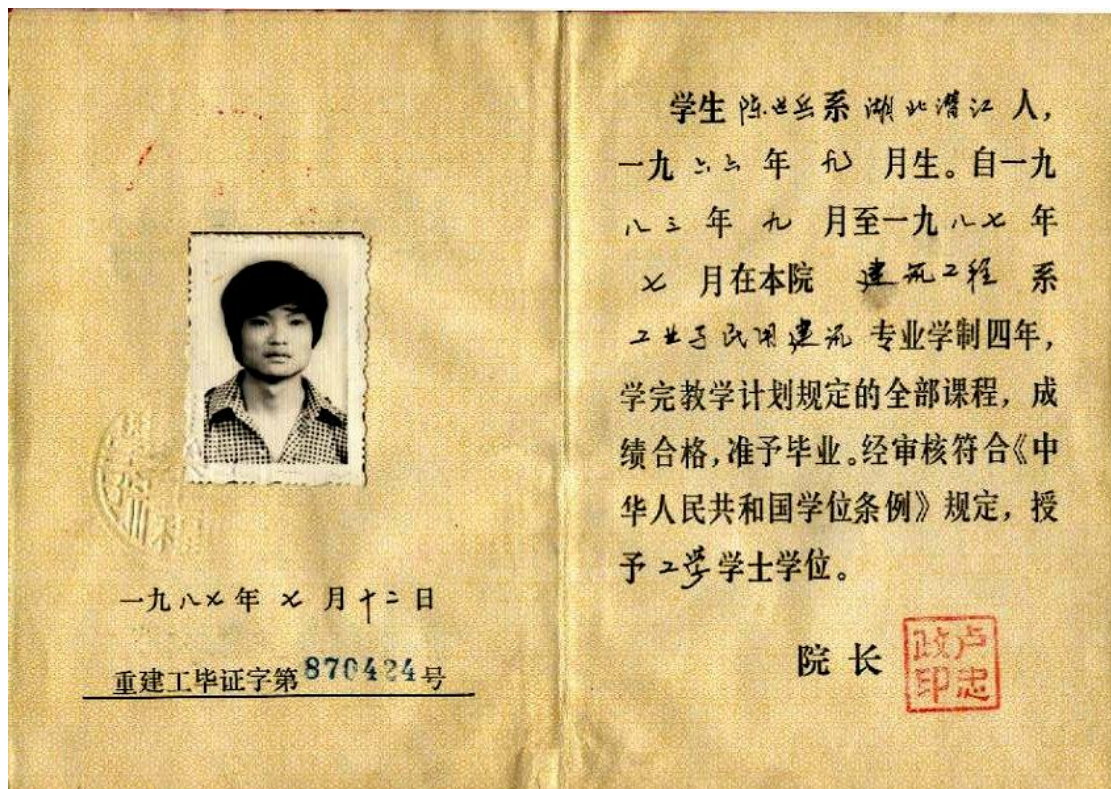 一九八七年 七 月 十二 日
重建工毕证字第870424号
学生 陈世岳 系 湖北潜江 人，
一九六六 年 九 月生。自一九
八三 年 九 月至一九八七 年
七 月在本院 建筑工程 系
工业与民用建筑 专业学制四年，
学完教学计划规定的全部课程，成
绩合格，准予毕业。经审核符合《中
华人民共和国学位条例》规定，授
予 工学 学士学位。
院 长
卢忠政印